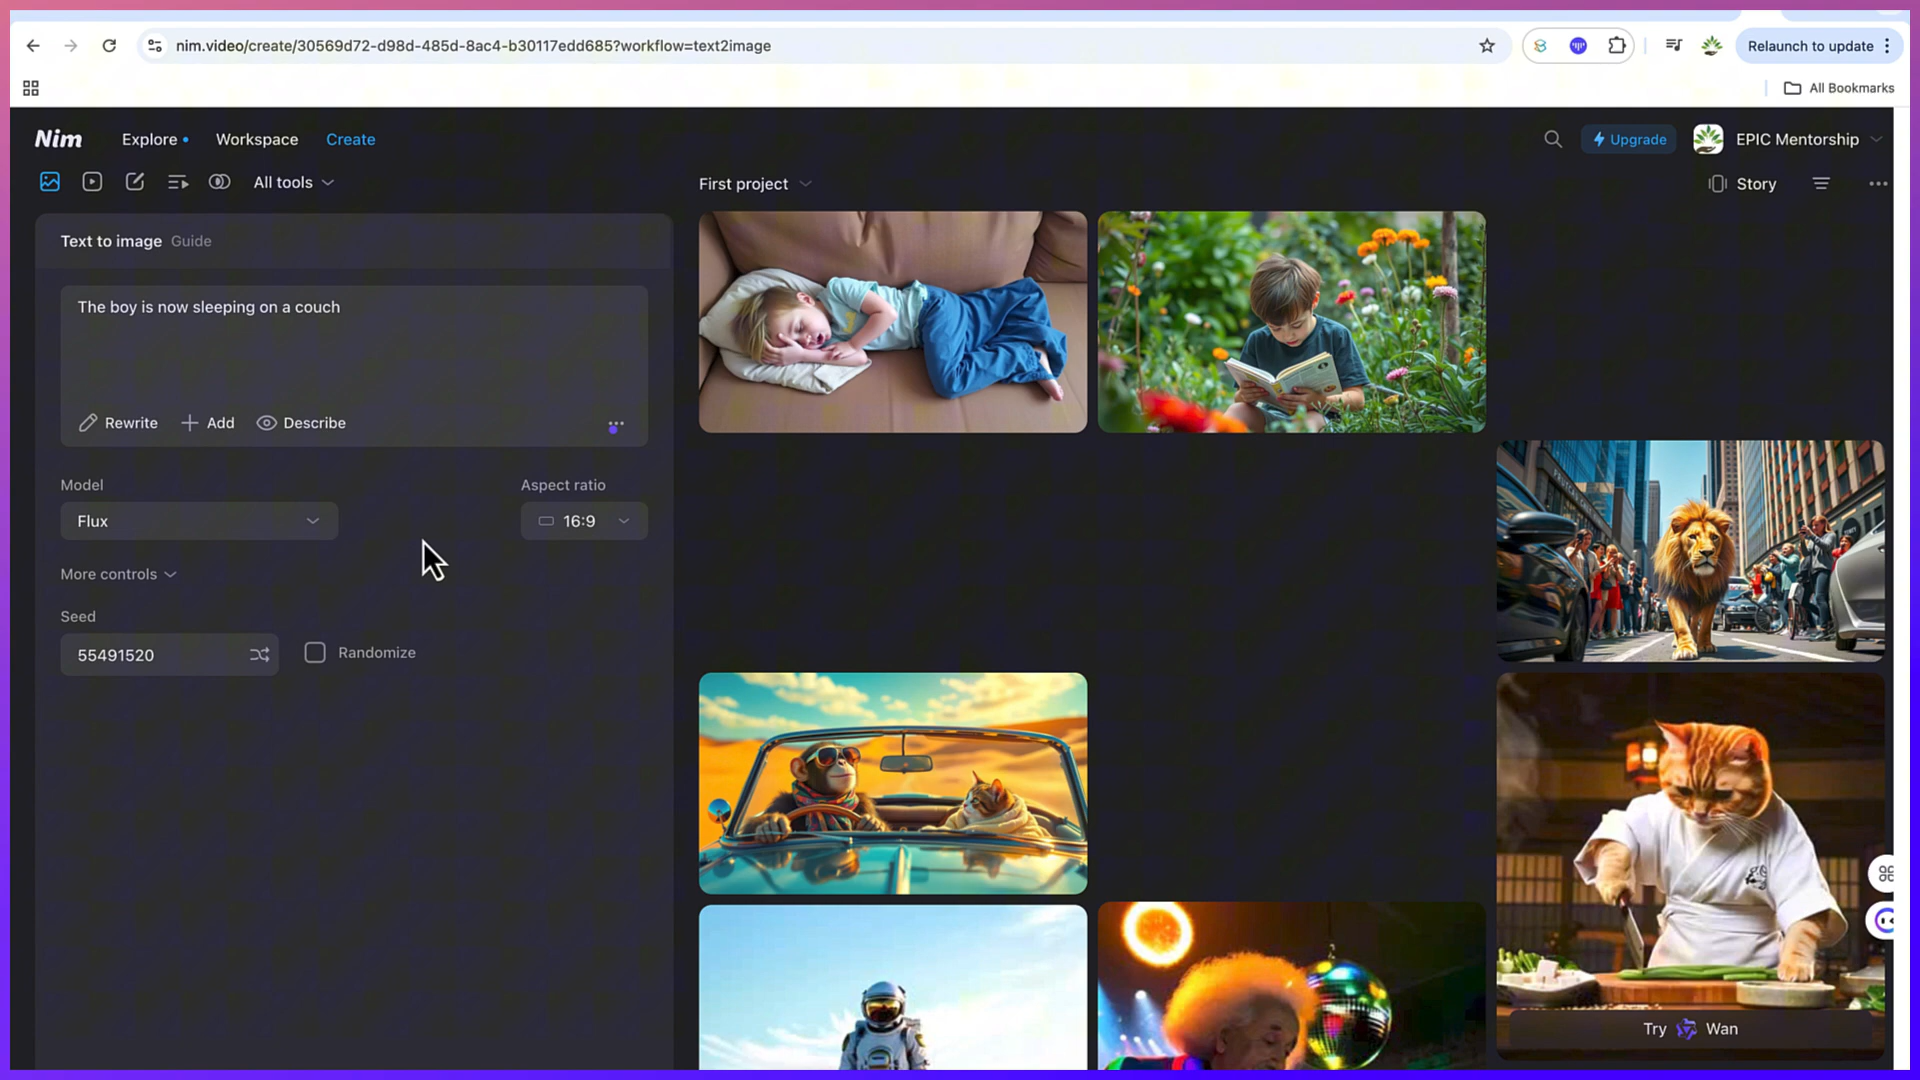 nim.video/create/30569d72-d98d-485d-8ac4-b30117edd685?workflow=text2image
Relaunch to update
All Bookmarks
Nim
Explore
Workspace
Create
Upgrade
EPIC Mentorship
All tools
First project
Story
Text to image Guide
The boy is now sleeping on a couch
Rewrite
Add
Describe
Model
Aspect ratio
Flux
16:9
More controls
Seed
55491520
Randomize
Try Wan